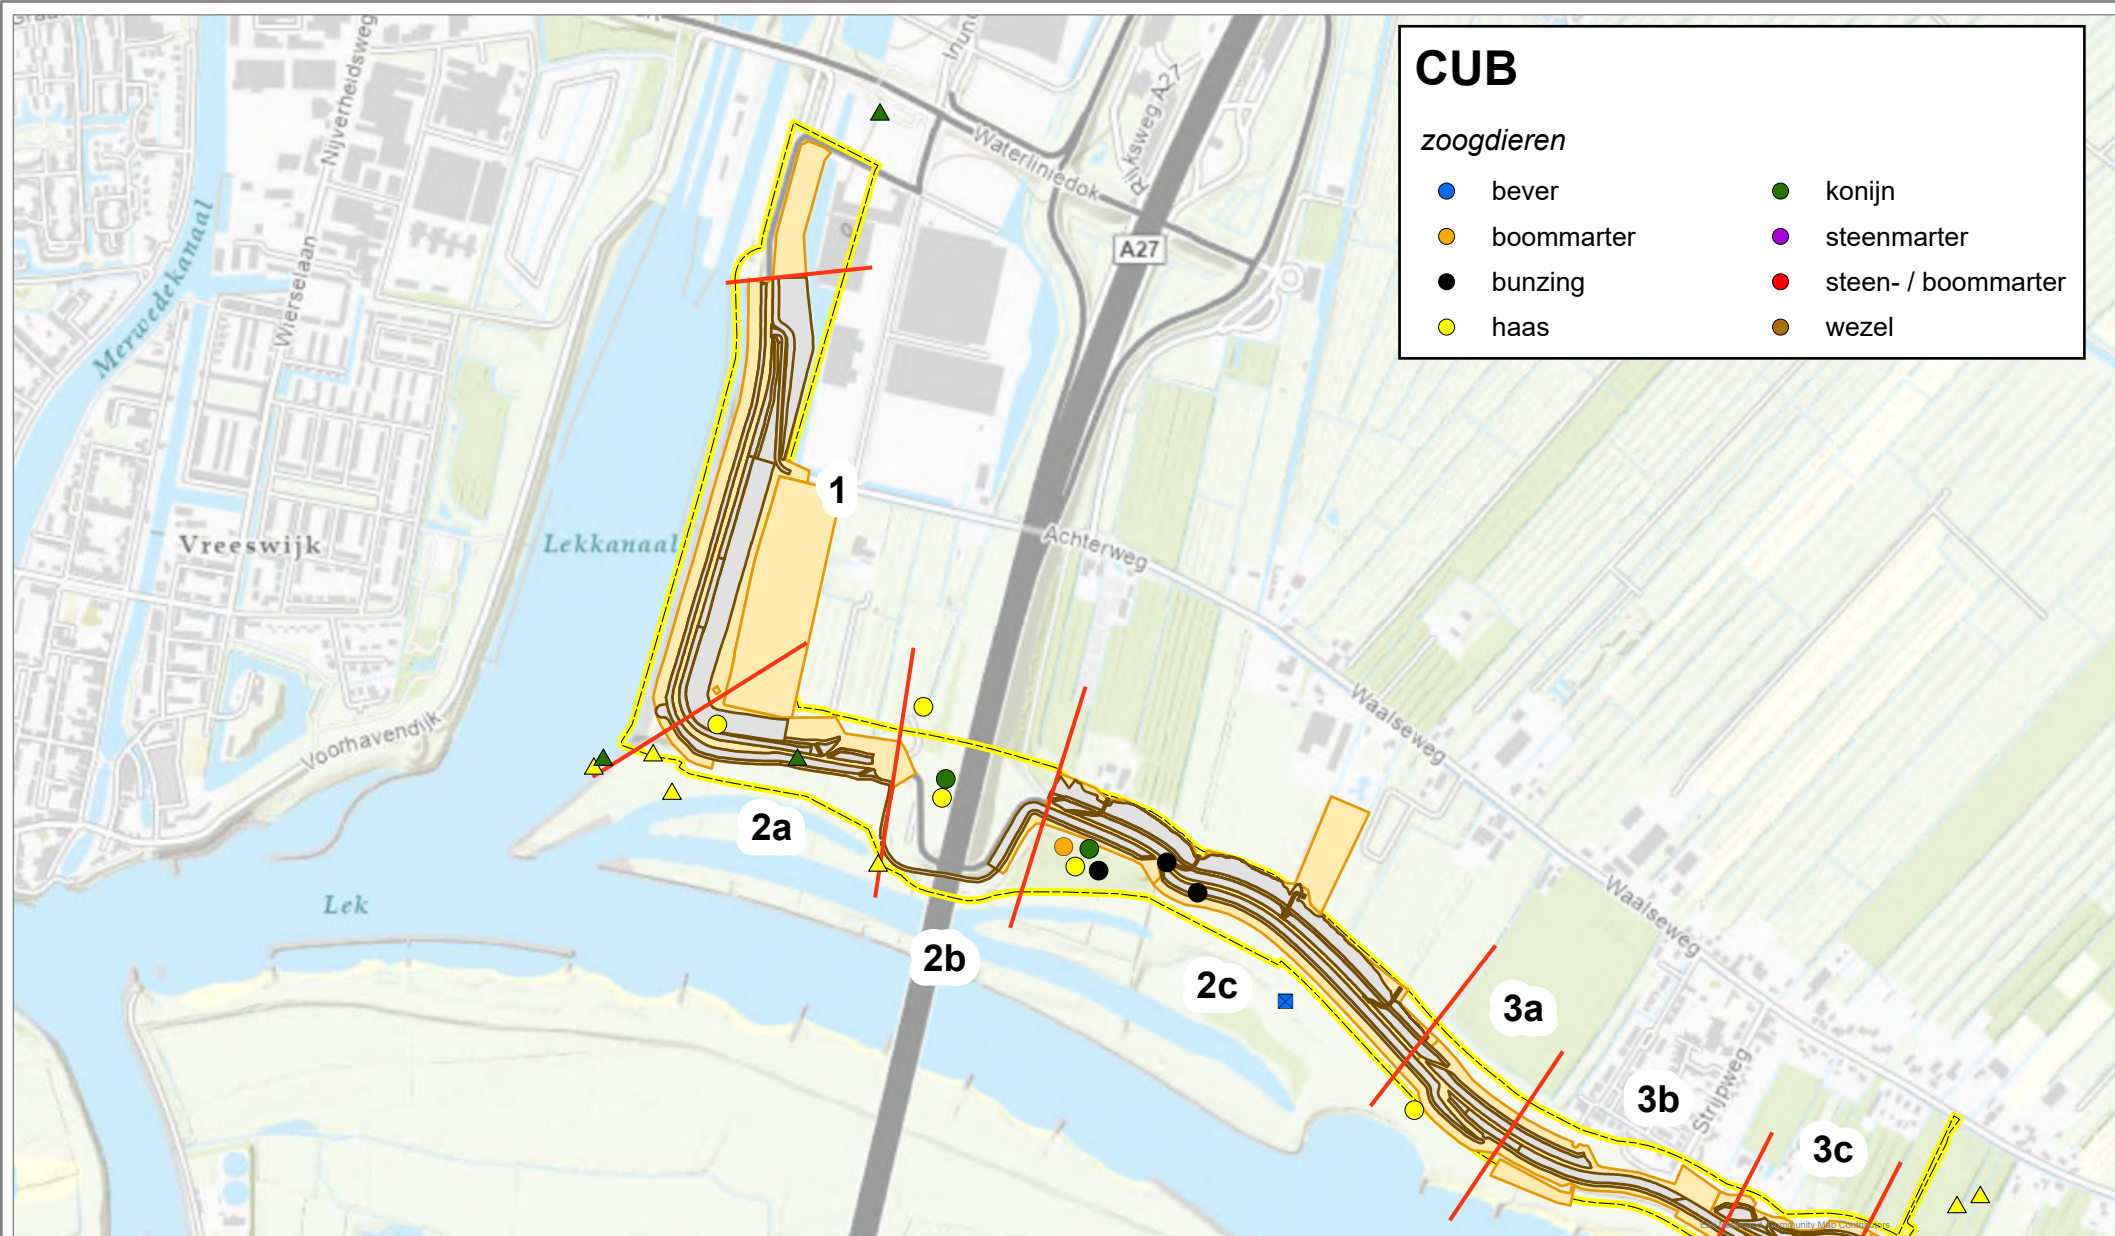 CUB
zoogdieren
bever
boommarter
bunzing
haas
konijn
steenmarter
steen- / boommarter
wezel
Nijverheidsweg
Merwedekanaal
Wierselaan
Waterliniedok
Rijksweg A27
A27
1
Vreeswijk
Lekkanaal
Achterweg
Waalseweg
Voorhavendijk
2a
Lek
2b
2c
3a
Waalseweg
3b
Strijpweg
3c